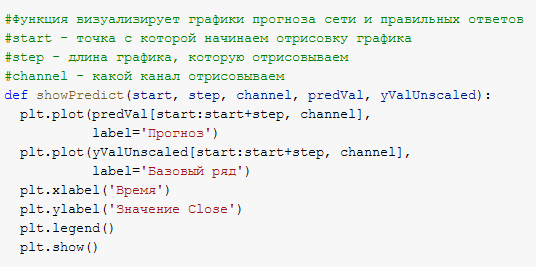 #Функция визуализирует графики прогноза сети и правильных ответов
#start - точка с которой начинаем отрисовку графика
#step - длина графика, которую отрисовываем
#channel - какой канал отрисовываем
def showPredict(start, step, channel, predVal, yValUnscaled):
  plt.plot(predVal[start:start+step, channel],
           label='Прогноз')
  plt.plot(yValUnscaled[start:start+step, channel],
           label='Базовый ряд')
  plt.xlabel('Время')
  plt.ylabel('Значение Close')
  plt.legend()
  plt.show()